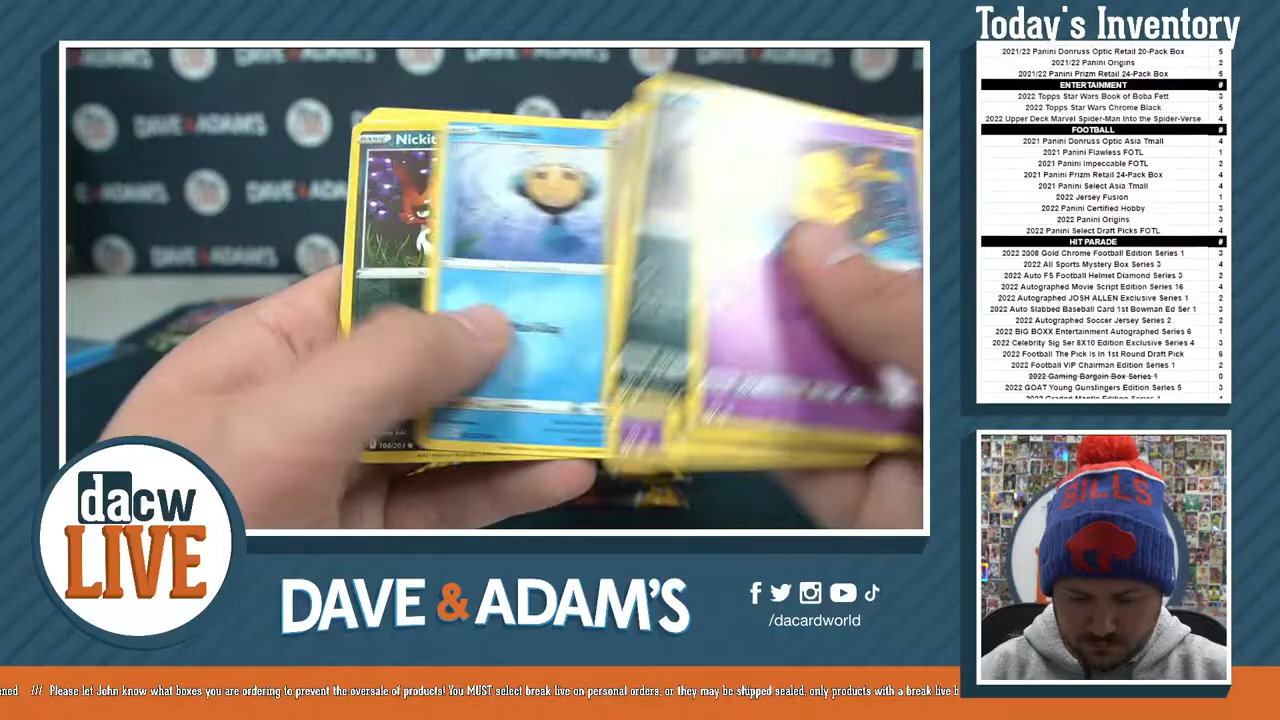 Today's Inventory
2021/22 Panini Donruss Optic Retail 20-Pack Box 5
2021/22 Panini Origins 2
2021/22 Panini Prizm Retail 24-Pack Box 5
ENTERTAINMENT #
2022 Topps Star Wars Book of Boba Fett 3
2022 Topps Star Wars Chrome Black 5
2022 Upper Deck Marvel Spider-Man Into the Spider-Verse 4
FOOTBALL #
2021 Panini Donruss Optic Asia Tmall 4
2021 Panini Flawless FOTL 1
2021 Panini Impeccable FOTL 2
2021 Panini Prizm Retail 24-Pack Box 4
2021 Panini Select Asia Tmall 4
2022 Jersey Fusion 1
2022 Panini Certified Hobby 3
2022 Panini Origins 3
2022 Panini Select Draft Picks FOTL 4
HIT PARADE #
2022 2008 Gold Chrome Football Edition Series 1 3
2022 All Sports Mystery Box Series 3 4
2022 Auto FS Football Helmet Diamond Series 3 2
2022 Autographed Movie Script Edition Series 16 4
2022 Autographed JOSH ALLEN Exclusive Series 1 2
2022 Auto Slabbed Baseball Card 1st Bowman Ed Ser 1 3
2022 Autographed Soccer Jersey Series 2 2
2022 BIG BOXX Entertainment Autographed Series 6 1
2022 Celebrity Sig Ser 8X10 Edition Exclusive Series 4 3
2022 Football The Pick is In 1st Round Draft Pick 6
2022 Football VIP Chairman Edition Series 1 2
2022 Gaming Bargain Box Series 1 0
2022 GOAT Young Gunslingers Edition Series 5 3
DAVE & ADAM'S
DAVE & ADAM'S
BASIC Nickit
104/203
BILLS
dacw
LIVE
DAVE & ADAM'S
/dacardworld
ened /// Please let John know what boxes you are ordering to prevent the oversale of products! You MUST select break live on personal orders, or they may be shipped sealed, only products with a break live b